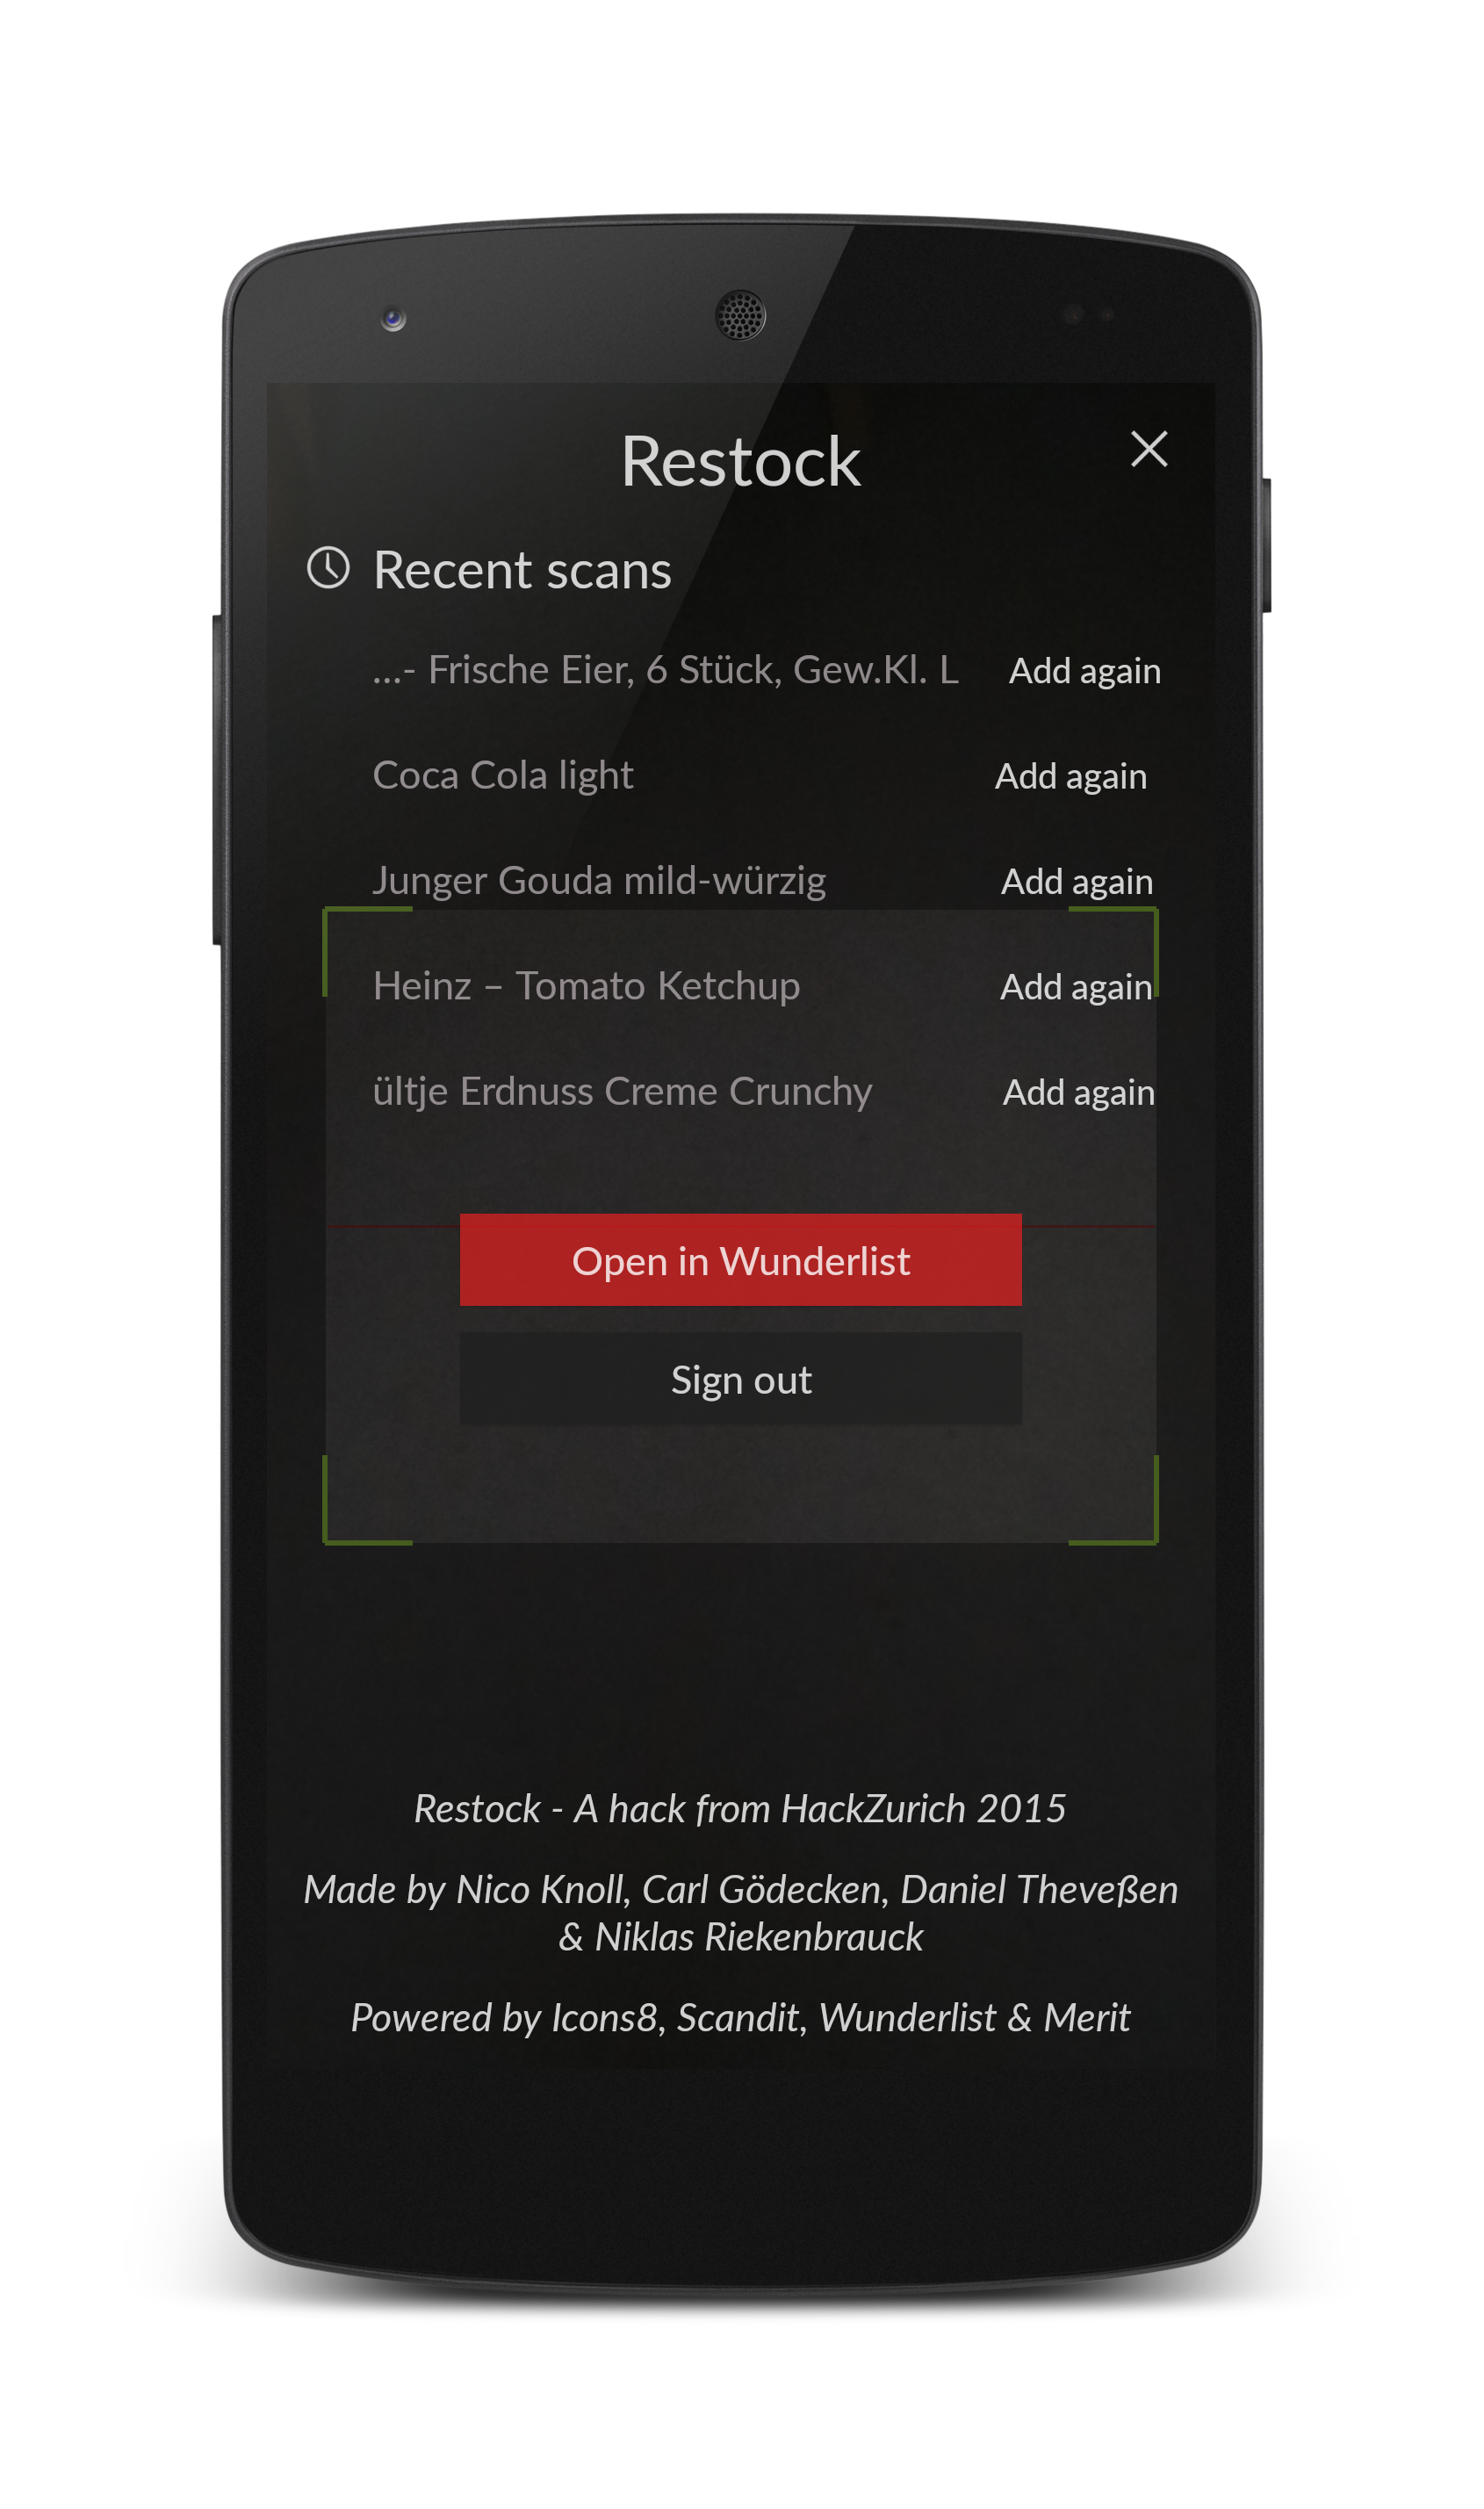 Restock
Recent scans
...- Frische Eier, 6 Stück, Gew.Kl. L Add again
Coca Cola light Add again
Junger Gouda mild-würzig Add again
Heinz – Tomato Ketchup Add again
ültje Erdnuss Creme Crunchy Add again
Open in Wunderlist
Sign out
Restock - A hack from HackZurich 2015
Made by Nico Knoll, Carl Gödecken, Daniel Theveßen
& Niklas Riekenbrauck
Powered by Icons8, Scandit, Wunderlist & Merit